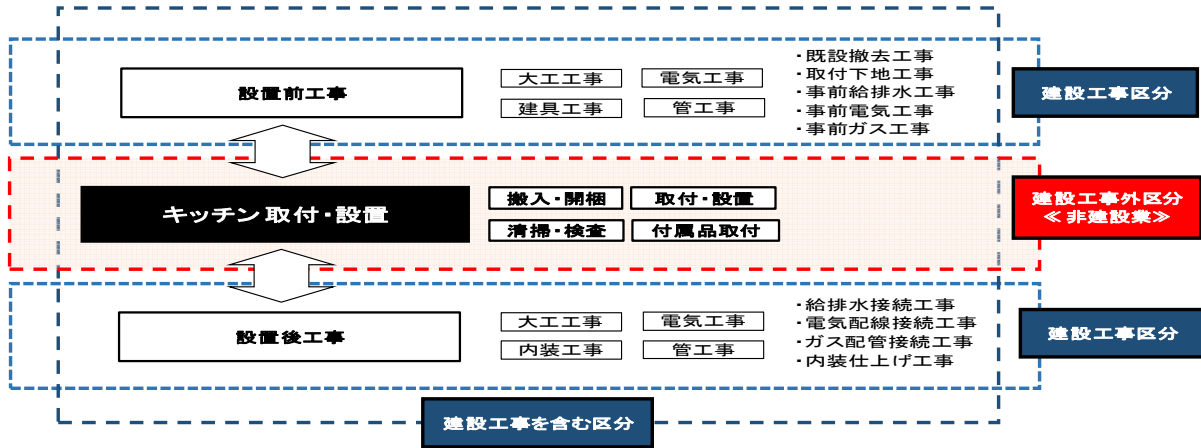 設置前工事
大工工事
電気工事
建具工事
管工事
・既設撤去工事
・取付下地工事
・事前給排水工事
・事前電気工事
・事前ガス工事
建設工事区分
キッチン取付・設置
搬入・開梱
取付・設置
清掃・検査
付属品取付
建設工事外区分
≪非建設業≫
設置後工事
大工工事
電気工事
内装工事
管工事
・給排水接続工事
・電気配線接続工事
・ガス配管接続工事
・内装仕上げ工事
建設工事区分
建設工事を含む区分